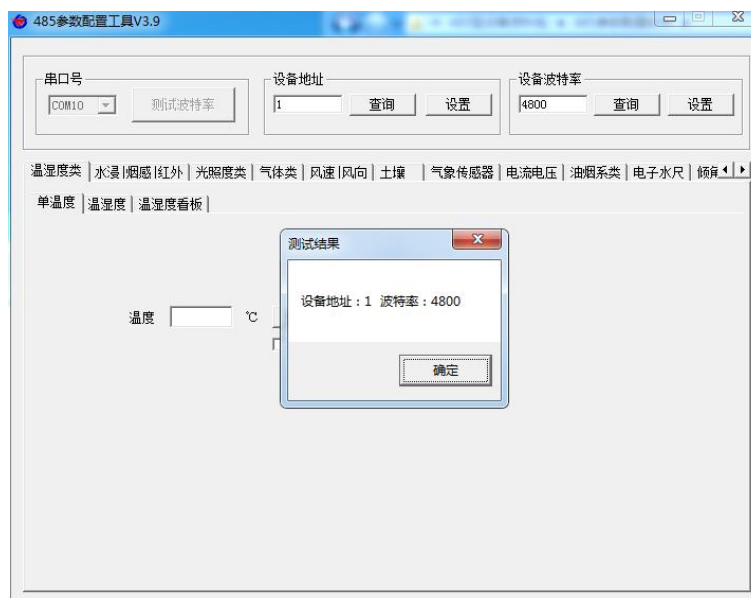 485参数配置工具V3.9
串口号
COM10
测试波特率
设备地址
1
查询
设置
设备波特率
4800
查询
设置
温湿度类 水浸|烟感|红外 光照度类 气体类 风速|风向 土壤 气象传感器 电流电压 油烟系类 电子水尺
单温度 温湿度 温湿度看板
测试结果
设备地址：1 波特率：4800
确定
温度
℃